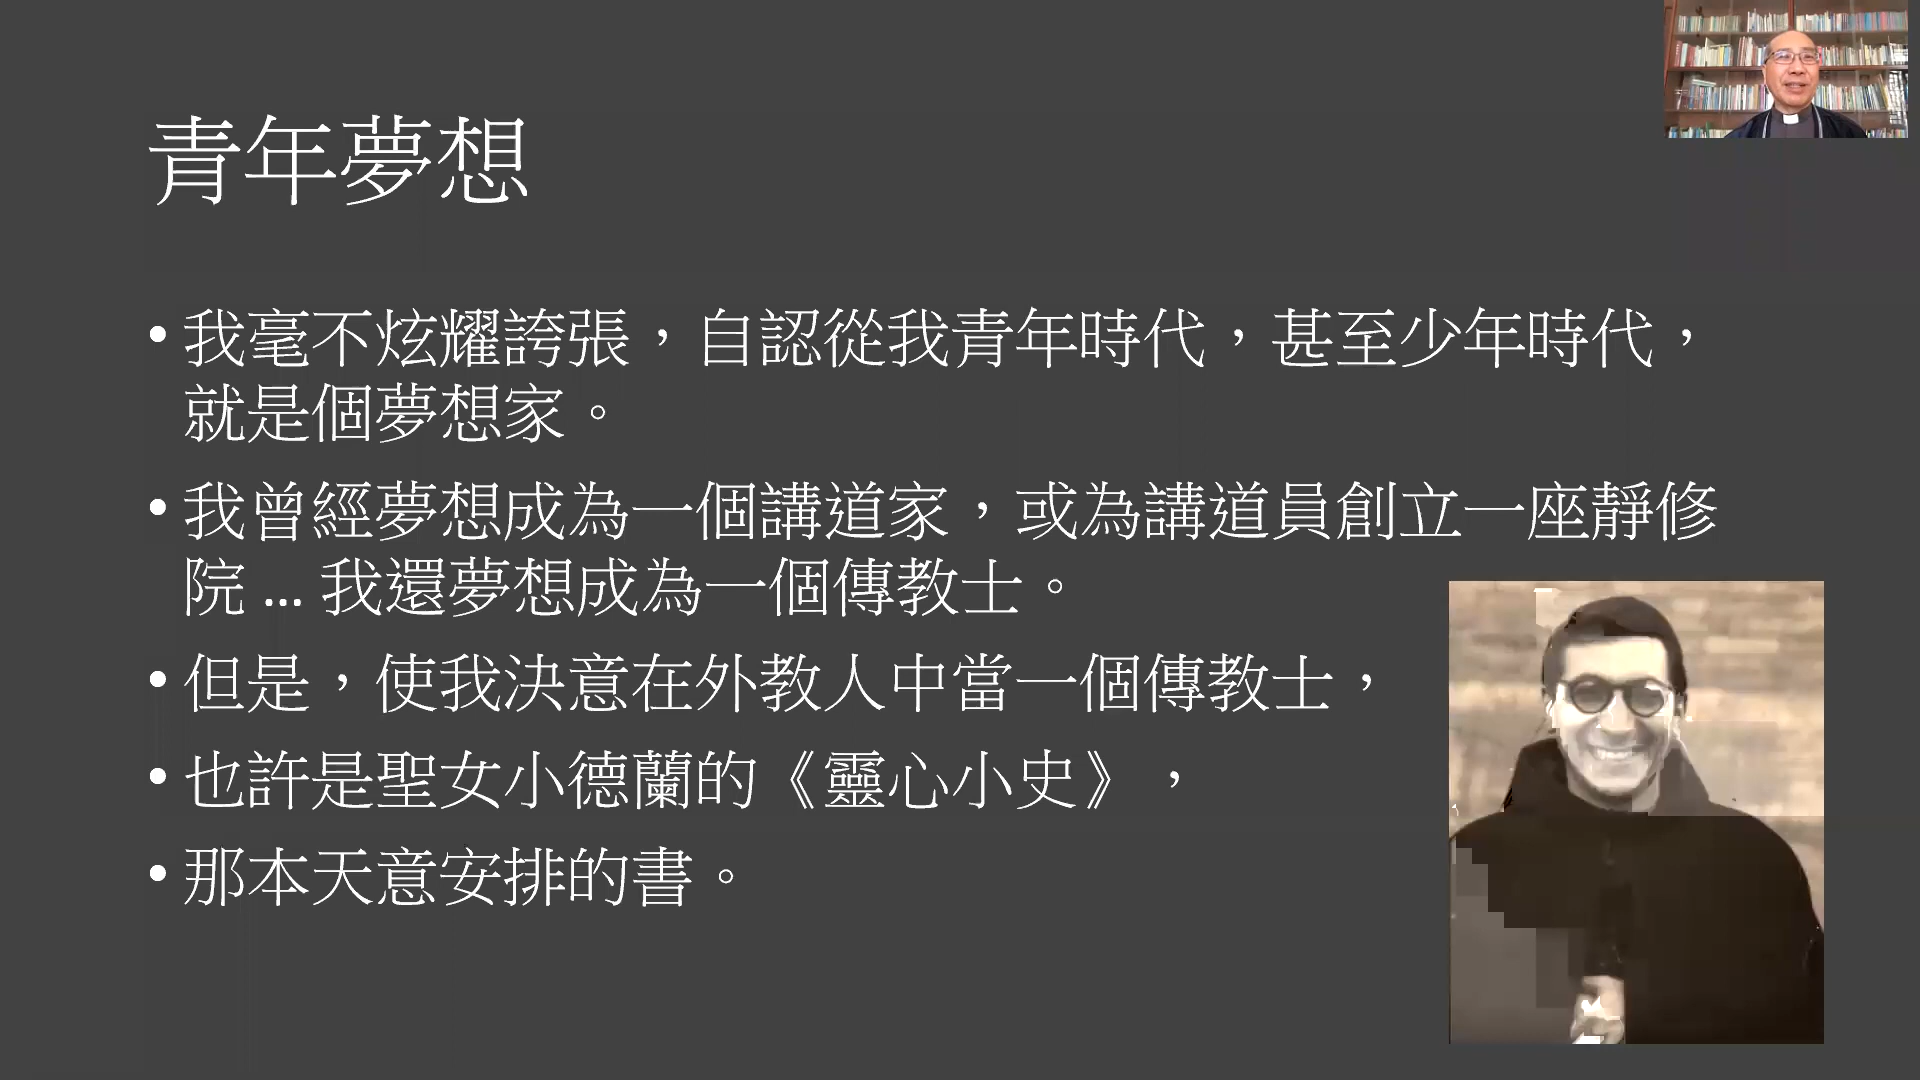 青年夢想
• 我毫不炫耀誇張，自認從我青年時代，甚至少年時代，
就是個夢想家。
• 我曾經夢想成為一個講道家，或為講道員創立一座靜修
院 ... 我還夢想成為一個傳教士。
• 但是，使我決意在外教人中當一個傳教士，
• 也許是聖女小德蘭的《靈心小史》，
• 那本天意安排的書。